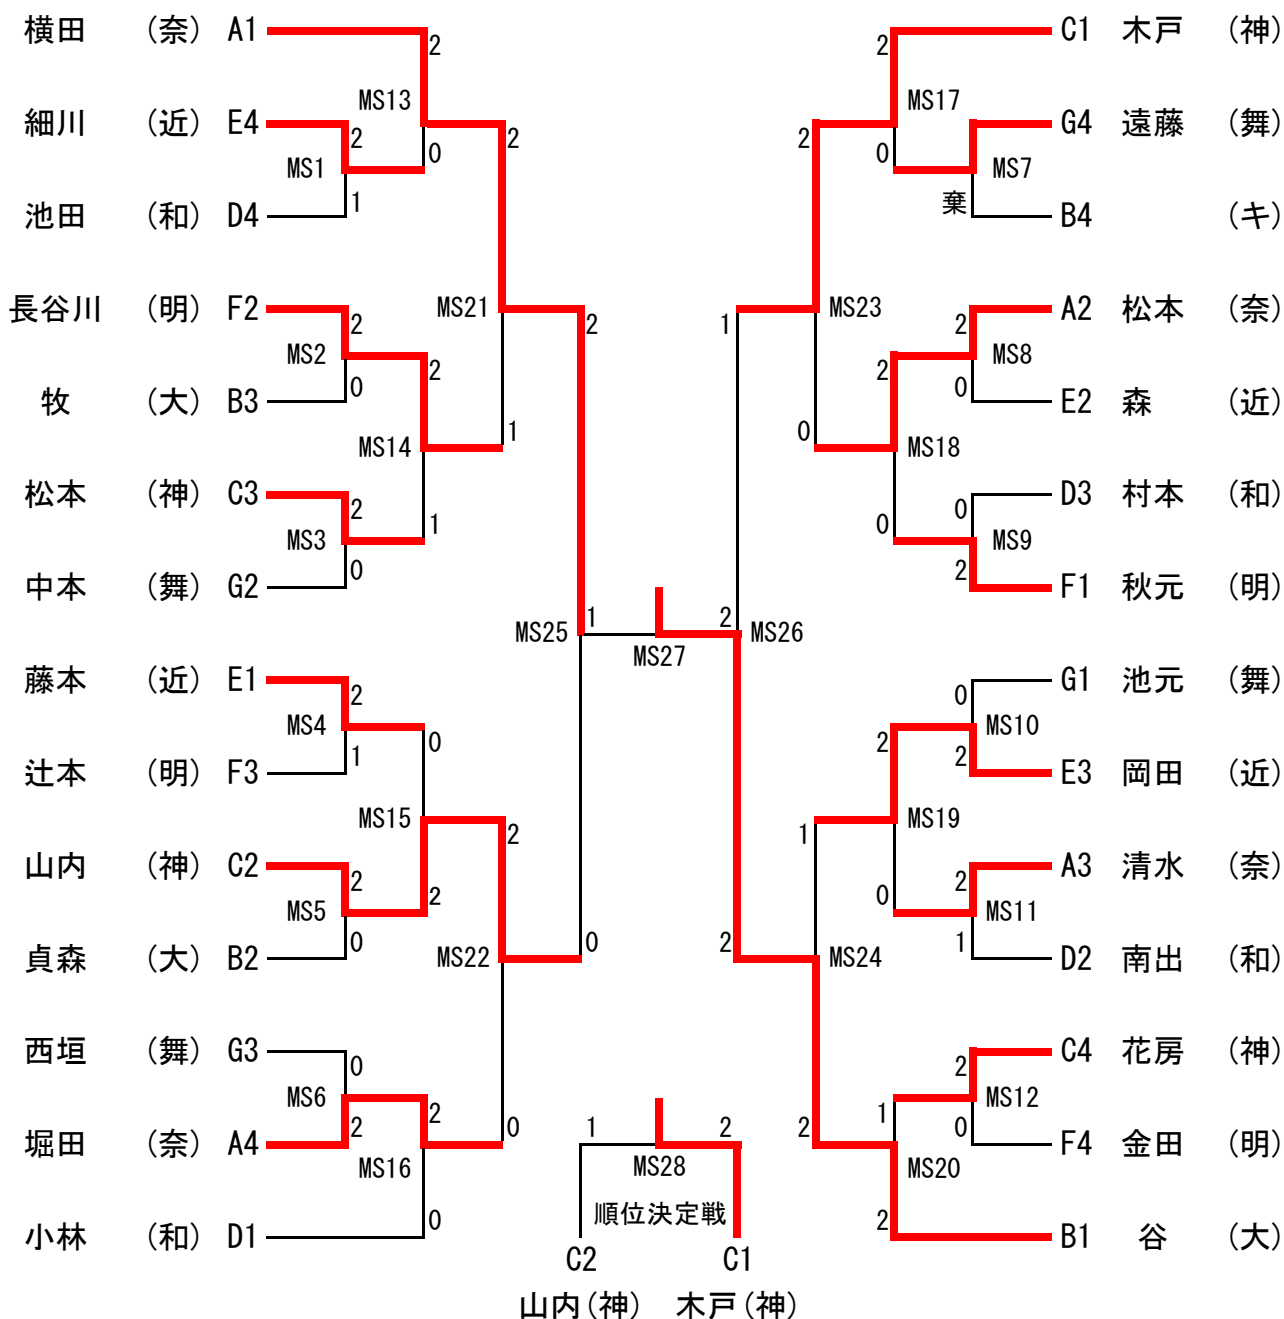 横田 （奈） A1
2
MS13
細川 （近） E4
2
0
2
MS1
池田 （和） D4
1
長谷川 （明） F2
2
MS21
2
MS2
2
牧 （大） B3
0
1
MS14
松本 （神） C3
2
1
MS3
中本 （舞） G2
0
MS25
1
藤本 （近） E1
2
MS4
0
辻本 （明） F3
1
MS15
2
山内 （神） C2
2
2
MS5
貞森 （大） B2
0
MS22
0
西垣 （舞） G3
0
MS6
2
0
堀田 （奈） A4
2
MS16
小林 （和） D1
0
C1 木戸 （神）
2
MS17
G4 遠藤 （舞）
2
0
MS7
棄
B4 （キ）
A2 松本 （奈）
1
MS23
2
MS8
2
E2 森 （近）
0
0
MS18
D3 村本 （和）
0
0
MS9
2
F1 秋元 （明）
MS27
2
MS26
G1 池元 （舞）
0
MS10
2
2
E3 岡田 （近）
1
MS19
A3 清水 （奈）
2
0
MS11
D2 南出 （和）
1
2
MS24
C4 花房 （神）
2
MS12
1
0
F4 金田 （明）
2
MS20
2
B1 谷 （大）
1
2
MS28
順位決定戦
C2 C1
山内(神) 木戸(神)